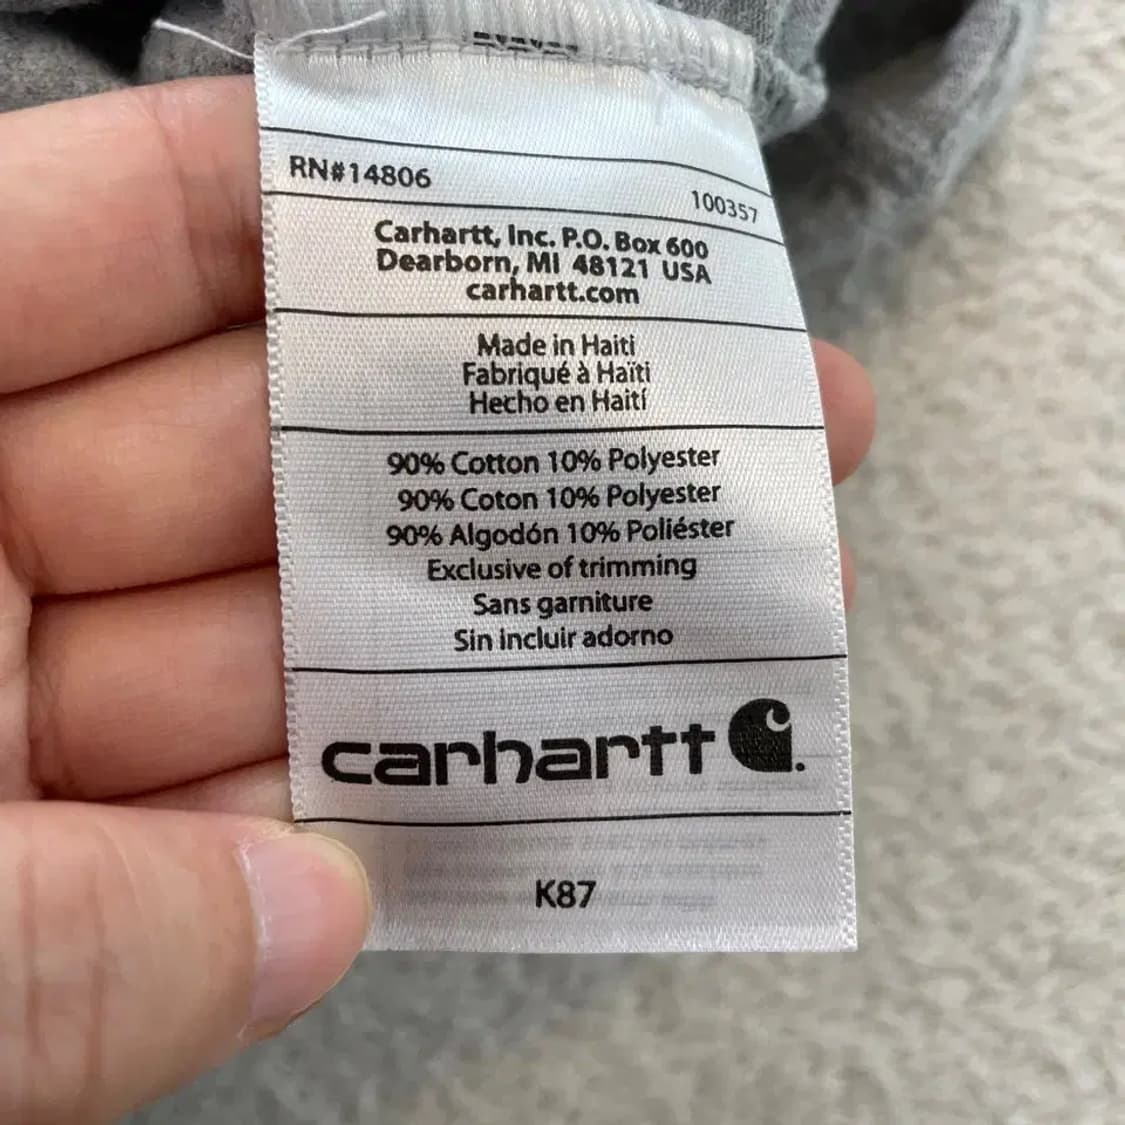 RN#14806
100357
Carhartt, Inc. P.O. Box 600
Dearborn, MI 48121 USA
carhartt.com
Made in Haiti
Fabriqué à Haïti
Hecho en Haití
90% Cotton 10% Polyester
90% Coton 10% Polyester
90% Algodón 10% Poliéster
Exclusive of trimming
Sans garniture
Sin incluir adorno
carhartt
K87